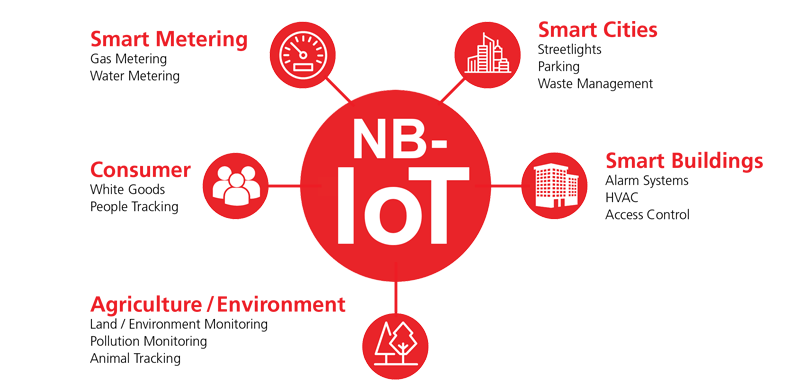 Smart Metering
Gas Metering
Water Metering
Smart Cities
Streetlights
Parking
Waste Management
NB-
IoT
Consumer
White Goods
People Tracking
Smart Buildings
Alarm Systems
HVAC
Access Control
Agriculture / Environment
Land / Environment Monitoring
Pollution Monitoring
Animal Tracking